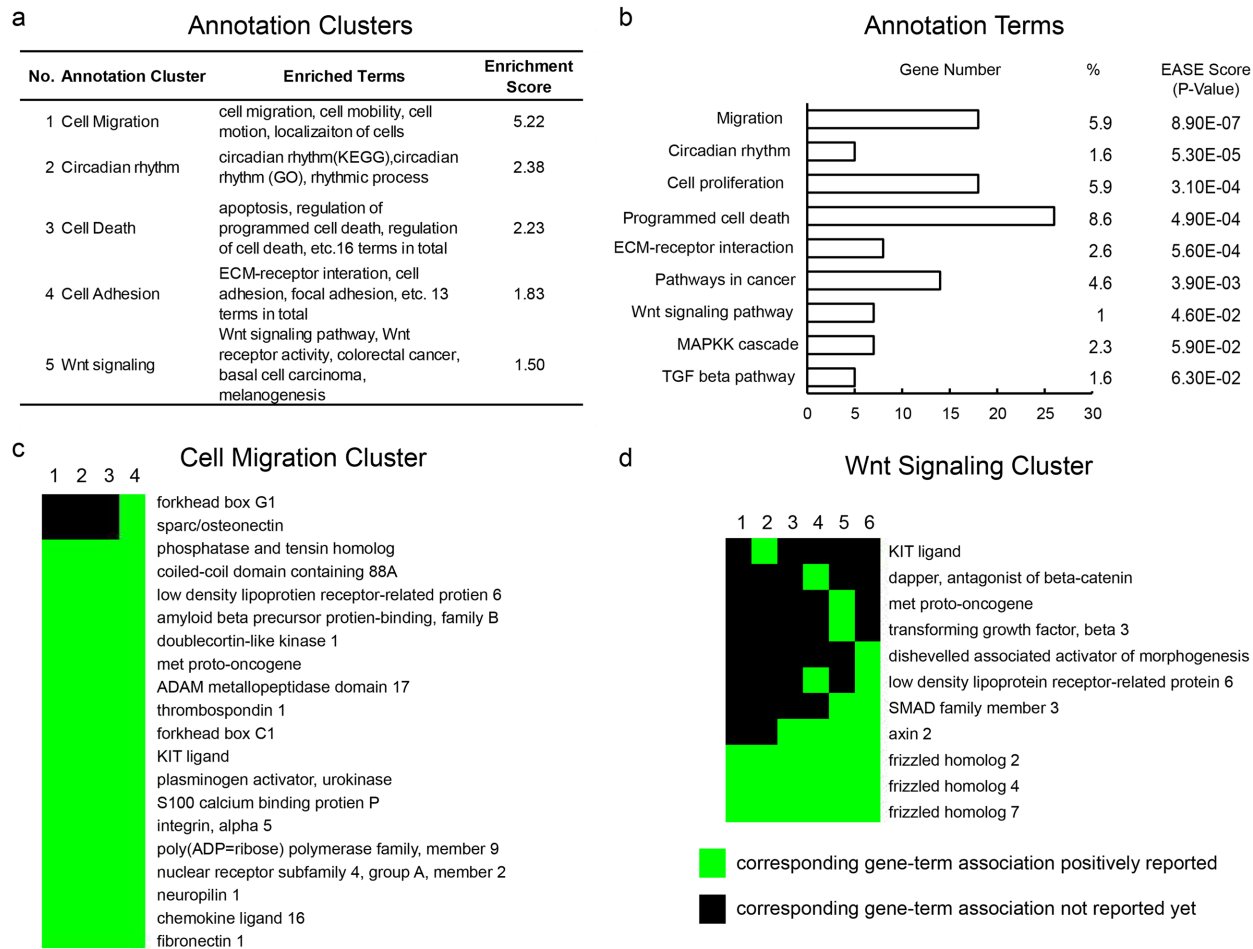 a
Annotation Clusters
No. Annotation Cluster Enriched Terms Enrichment Score
1 Cell Migration cell migration, cell mobility, cell
motion, localizaiton of cells 5.22
2 Circadian rhythm circadian rhythm(KEGG),circadian
rhythm (GO), rhythmic process 2.38
3 Cell Death apoptosis, regulation of
programmed cell death, regulation
of cell death, etc.16 terms in total 2.23
4 Cell Adhesion ECM-receptor interation, cell
adhesion, focal adhesion, etc. 13
terms in total 1.83
5 Wnt signaling Wnt signaling pathway, Wnt
receptor activity, colorectal cancer,
basal cell carcinoma,
melanogenesis 1.50
b
Annotation Terms
Gene Number % EASE Score
(P-Value)
Migration 5.9 8.90E-07
Circadian rhythm 1.6 5.30E-05
Cell proliferation 5.9 3.10E-04
Programmed cell death 8.6 4.90E-04
ECM-receptor interaction 2.6 5.60E-04
Pathways in cancer 4.6 3.90E-03
Wnt signaling pathway 1 4.60E-02
MAPKK cascade 2.3 5.90E-02
TGF beta pathway 1.6 6.30E-02
0 5 10 15 20 25 30
c
Cell Migration Cluster
1 2 3 4
forkhead box G1
sparc/osteonectin
phosphatase and tensin homolog
coiled-coil domain containing 88A
low density lipoprotien receptor-related protien 6
amyloid beta precursor protien-binding, family B
doublecortin-like kinase 1
met proto-oncogene
ADAM metallopeptidase domain 17
thrombospondin 1
forkhead box C1
KIT ligand
plasminogen activator, urokinase
S100 calcium binding protien P
integrin, alpha 5
poly(ADP=ribose) polymerase family, member 9
nuclear receptor subfamily 4, group A, member 2
neuropilin 1
chemokine ligand 16
fibronectin 1
d
Wnt Signaling Cluster
1 2 3 4 5 6
KIT ligand
dapper, antagonist of beta-catenin
met proto-oncogene
transforming growth factor, beta 3
dishevelled associated activator of morphogenesis
low density lipoprotein receptor-related protein 6
SMAD family member 3
axin 2
frizzled homolog 2
frizzled homolog 4
frizzled homolog 7
corresponding gene-term association positively reported
corresponding gene-term association not reported yet